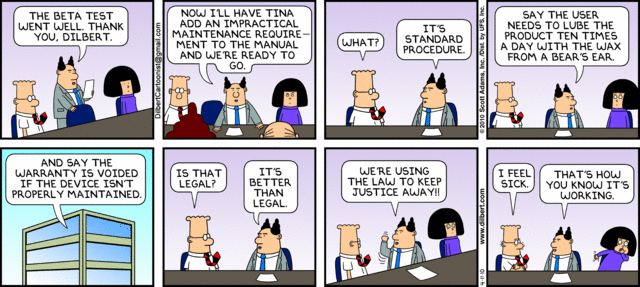 THE BETA TEST
WENT WELL. THANK
YOU, DILBERT.
DilbertCartoonist@gmail.com
NOW I'LL HAVE TINA
ADD AN IMPRACTICAL
MAINTENANCE REQUIRE-
MENT TO THE MANUAL
AND WE'RE READY TO
GO.
WHAT?
IT'S
STANDARD
PROCEDURE.
© 2010 Scott Adams, Inc./Dist. by UFS, Inc.
SAY THE USER
NEEDS TO LUBE THE
PRODUCT TEN TIMES
A DAY WITH THE WAX
FROM A BEAR'S EAR.
AND SAY THE
WARRANTY IS VOIDED
IF THE DEVICE ISN'T
PROPERLY MAINTAINED.
IS THAT
LEGAL?
IT'S
BETTER
THAN
LEGAL.
WE'RE USING
THE LAW TO KEEP
JUSTICE AWAY!!
www.dilbert.com
4-11-10
I FEEL
SICK.
THAT'S HOW
YOU KNOW IT'S
WORKING.